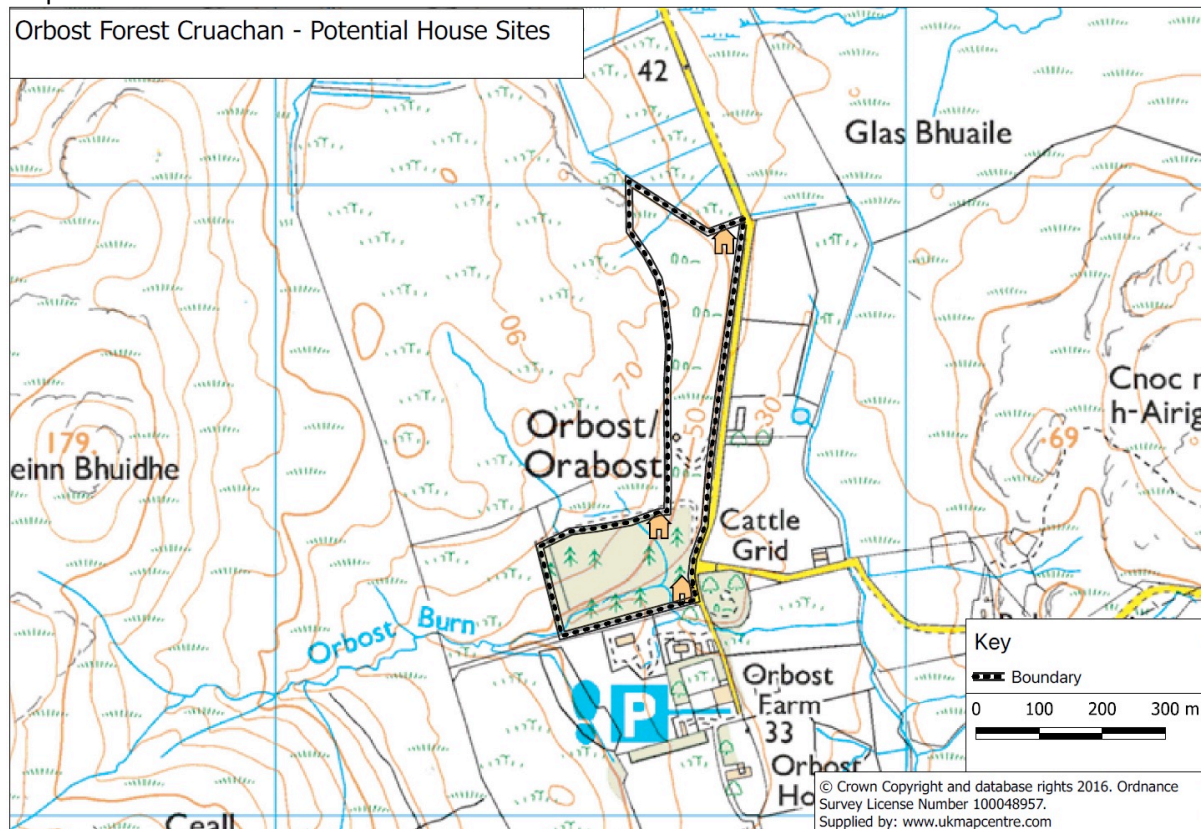 Orbost Forest Cruachan - Potential House Sites
42
Glas Bhuaile
90
70
50
30
179
einn Bhuidhe
Orbost/
Orabost
Cnoc
h-Airig
69
Cattle
Grid
Orbost Burn
P
Orbost
Farm
33
Orbost
Ho
Ceall
Key
Boundary
0 100 200 300 m
© Crown Copyright and database rights 2016. Ordnance
Survey License Number 100048957.
Supplied by: www.ukmapcentre.com